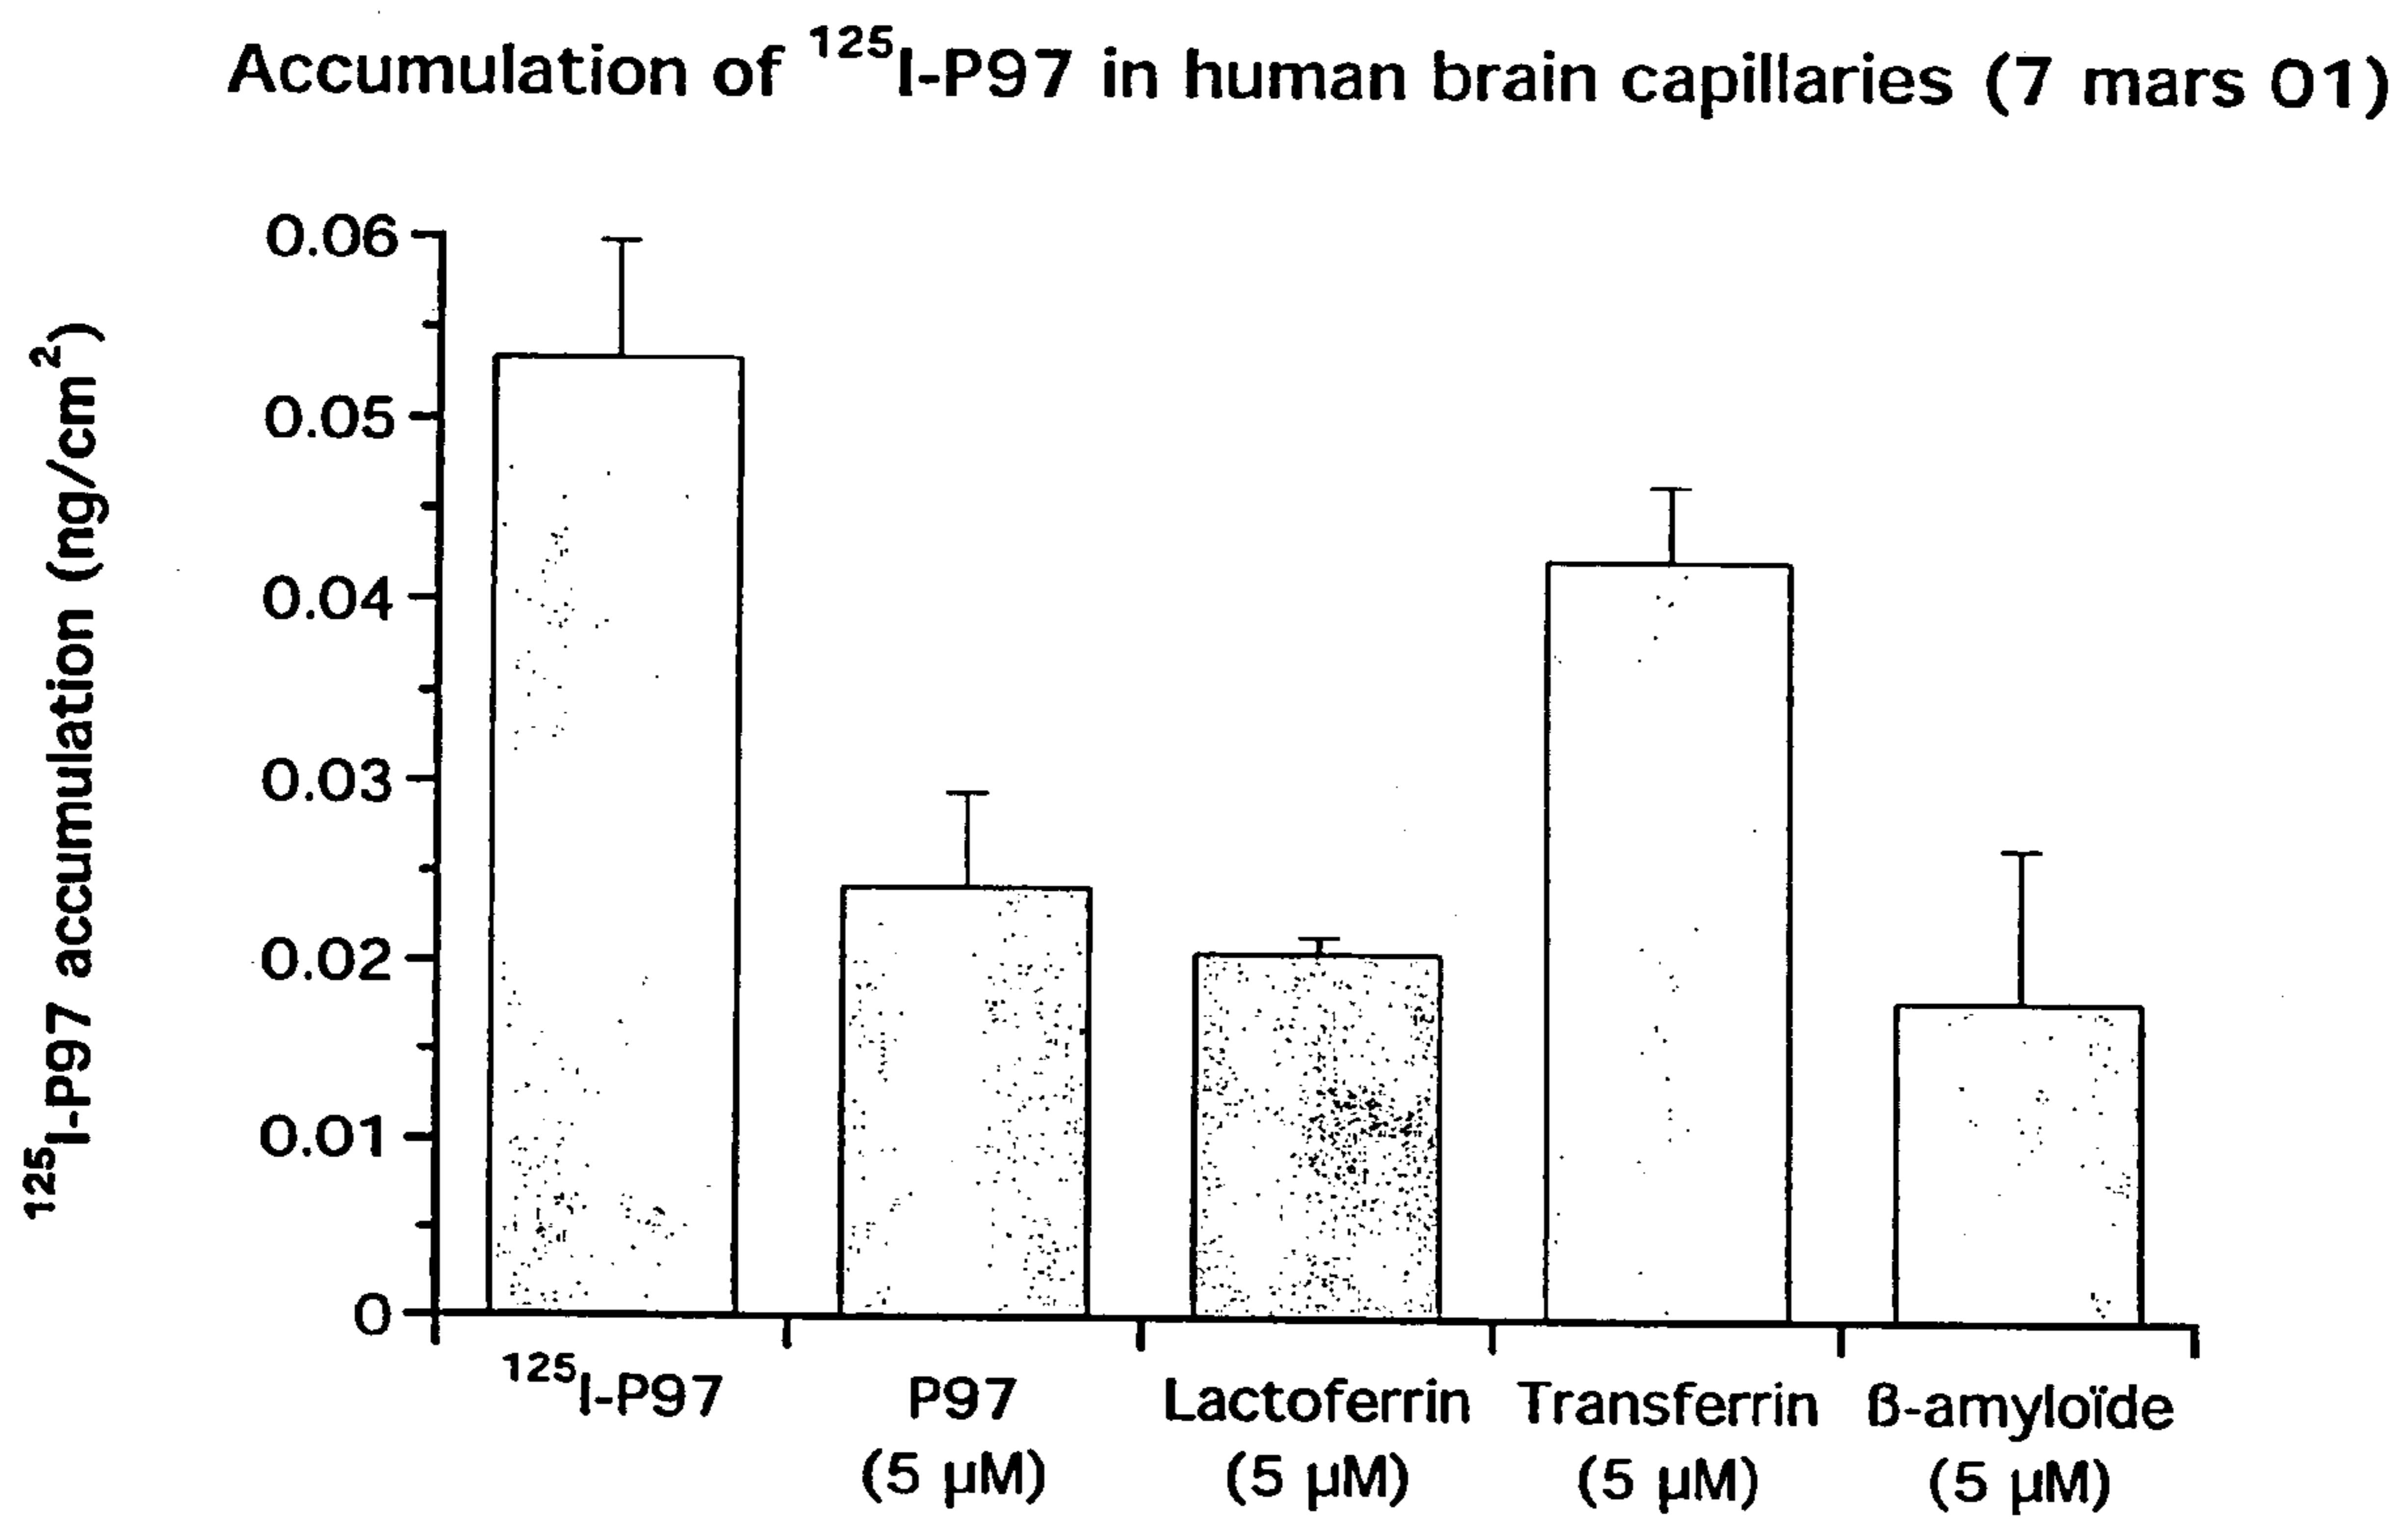 Accumulation of ¹²⁵I-P97 in human brain capillaries (7 mars 01)
¹²⁵I-P97 accumulation (ng/cm²)
0.06
0.05
0.04
0.03
0.02
0.01
0
¹²⁵I-P97
P97
(5 µM)
Lactoferrin
(5 µM)
Transferrin
(5 µM)
ß-amyloïde
(5 µM)